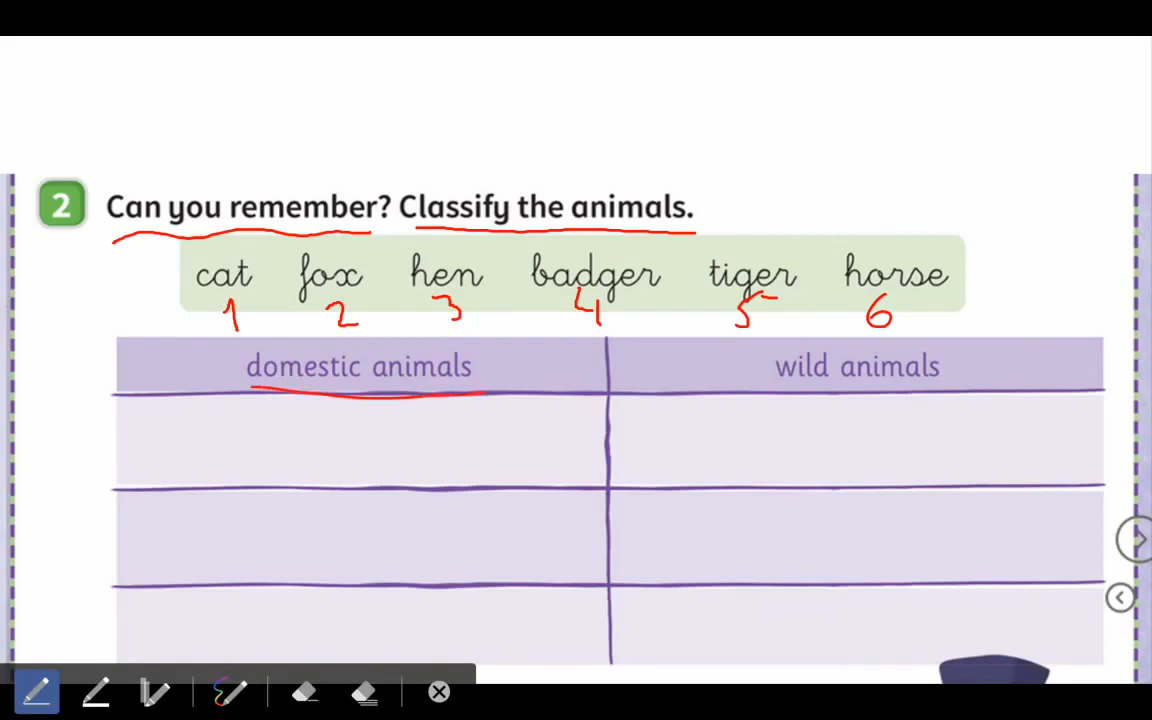 2 Can you remember? Classify the animals.
cat fox hen badger tiger horse
1 2 3 4 5 6
domestic animals wild animals